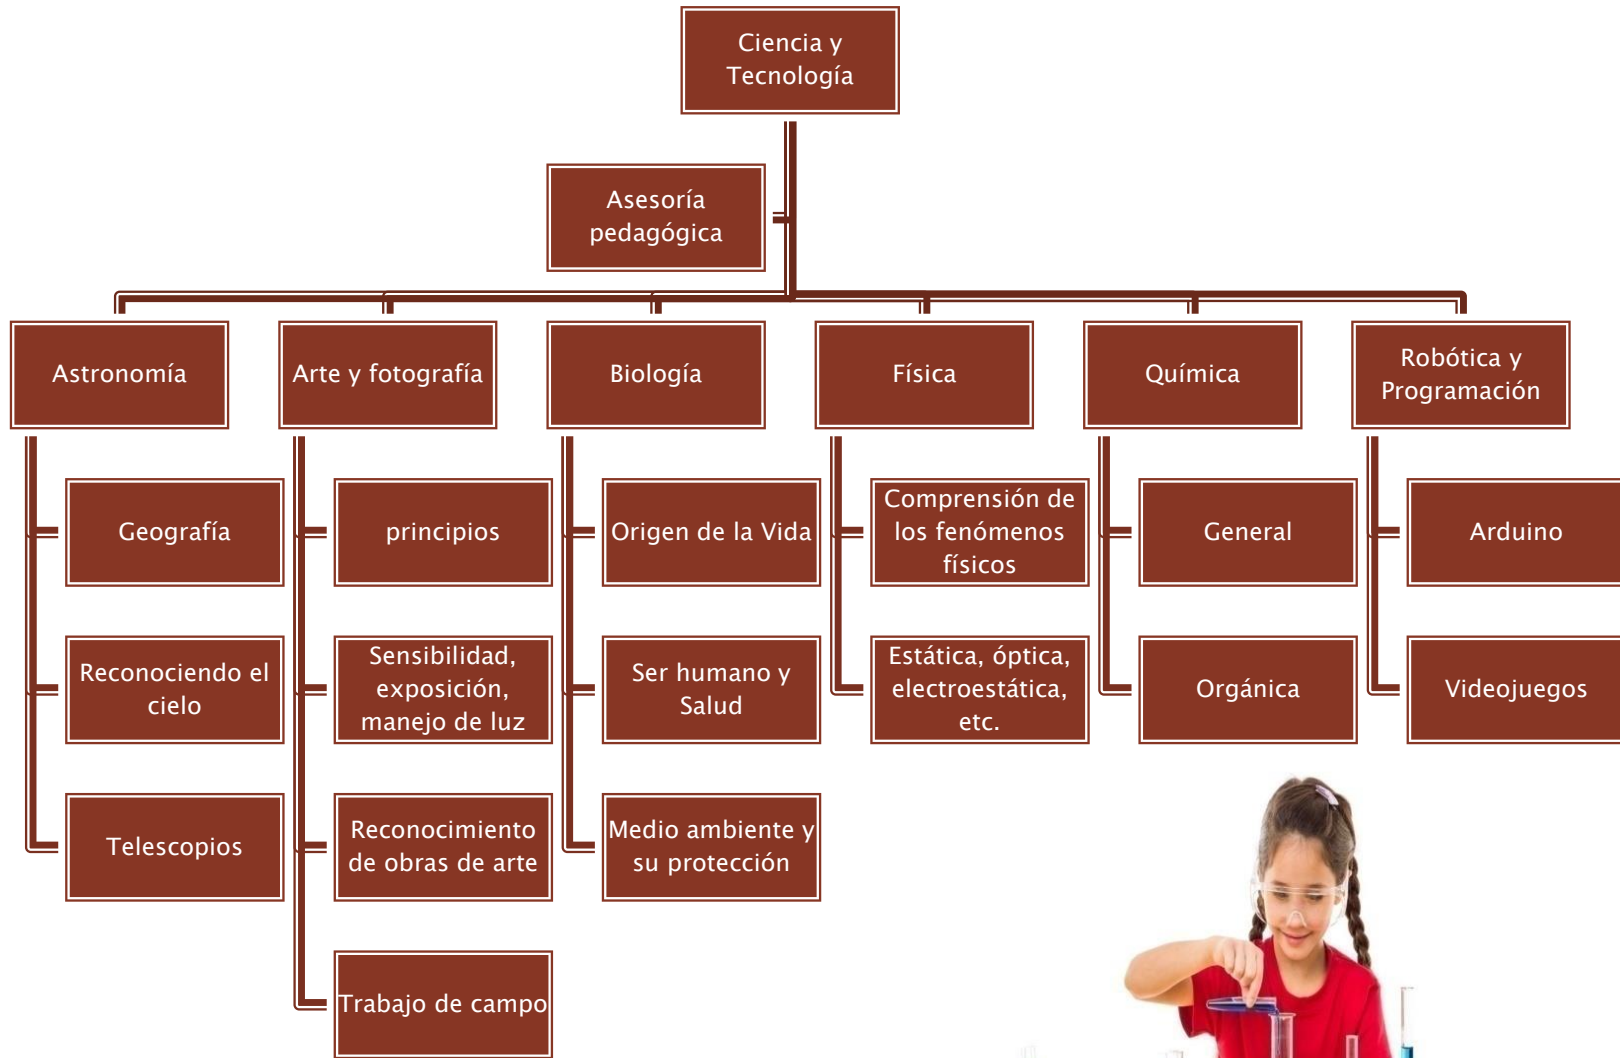 Ciencia y
Tecnología
Asesoría
pedagógica
Astronomía
Arte y fotografía
Biología
Física
Química
Robótica y
Programación
Geografía
principios
Origen de la Vida
Comprensión de
los fenómenos
físicos
General
Arduino
Reconociendo el
cielo
Sensibilidad,
exposición,
manejo de luz
Ser humano y
Salud
Estática, óptica,
electroestática,
etc.
Orgánica
Videojuegos
Telescopios
Reconocimiento
de obras de arte
Medio ambiente y
su protección
Trabajo de campo